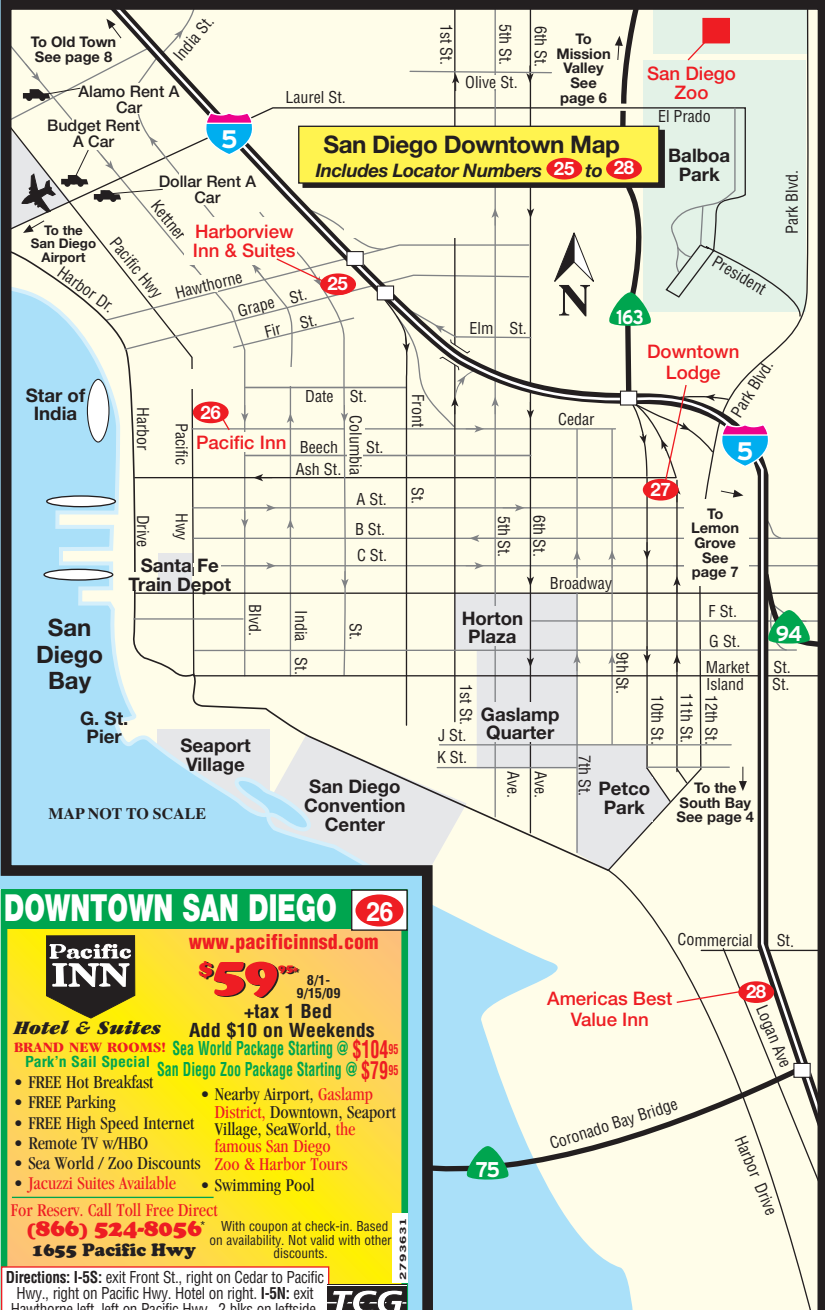 To Old Town
See page 8
India St.
1st St.
5th St.
6th St.
To
Mission
Valley
See
page 6
San Diego
Zoo
Olive St.
Alamo Rent A
Car
Laurel St.
El Prado
Budget Rent
A Car
5
San Diego Downtown Map
Includes Locator Numbers 25 to 28
Balboa
Park
Park Blvd.
Dollar Rent A
Car
Kettner
To the
San Diego
Airport
Harborview
Inn & Suites
Pacific Hwy
Harbor Dr.
Hawthorne
25
N
President
Grape St.
163
Fir St.
Elm St.
Downtown
Lodge
Park Blvd.
Star of
India
Date St.
Front
St.
Harbor
Drive
Pacific
Hwy
26
Pacific Inn
Columbia
St.
Cedar
5
Beech St.
Ash St.
27
A St.
B St.
C St.
5th St.
6th St.
To
Lemon
Grove
See
page 7
Santa Fe
Train Depot
Broadway
Blvd.
India
St.
Horton
Plaza
F St.
94
San
Diego
Bay
G St.
9th St.
Market St.
Island St.
1st St.
10th St.
11th St.
12th St.
G. St.
Pier
Gaslamp
Quarter
J St.
K St.
Seaport
Village
Ave.
Ave.
7th St.
Petco
Park
To the
South Bay
See page 4
San Diego
Convention
Center
MAP NOT TO SCALE
DOWNTOWN SAN DIEGO 26
Pacific
INN
Hotel & Suites
www.pacificinnsd.com
$59.95*
8/1-
9/15/09
+tax 1 Bed
Add $10 on Weekends
BRAND NEW ROOMS!
Park'n Sail Special
Sea World Package Starting @ $104 95
San Diego Zoo Package Starting @ $79 95
• FREE Hot Breakfast
• FREE Parking
• FREE High Speed Internet
• Remote TV w/HBO
• Sea World / Zoo Discounts
• Jacuzzi Suites Available
• Nearby Airport, Gaslamp
District, Downtown, Seaport
Village, SeaWorld, the
famous San Diego
Zoo & Harbor Tours
• Swimming Pool
For Reserv. Call Toll Free Direct
(866) 524-8056*
1655 Pacific Hwy
With coupon at check-in. Based
on availability. Not valid with other
discounts.
2793631
Directions: I-5S: exit Front St., right on Cedar to Pacific
Hwy., right on Pacific Hwy. Hotel on right. I-5N: exit
Hawthorne left, left on Pacific Hwy., 2 blks on leftside.
TCG
Commercial St.
28
Americas Best
Value Inn
Logan Ave
Coronado Bay Bridge
75
Harbor Drive